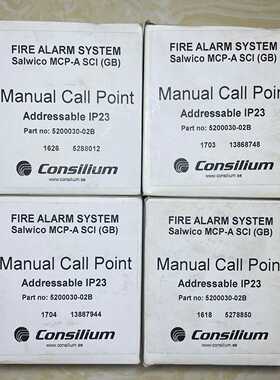 FIRE ALARM SYSTEM
Salwico MCP-A SCI (GB)
Manual Call Point
Addressable IP23
Part no: 5200030-02B
1626 5288012
Consilium
www.consilium.se
FIRE ALARM SYSTEM
Salwico MCP-A SCI (GB)
Manual Call Point
Addressable IP23
Part no: 5200030-02B
1703 13868748
Consilium
www.consilium.se
FIRE ALARM SYSTEM
Salwico MCP-A SCI (GB)
Manual Call Point
Addressable IP23
Part no: 5200030-02B
1704 13887944
Consilium
www.consilium.se
FIRE ALARM SYSTEM
Salwico MCP-A SCI (GB)
Manual Call Point
Addressable IP23
Part no: 5200030-02B
1618 5278850
Consilium
www.consilium.se